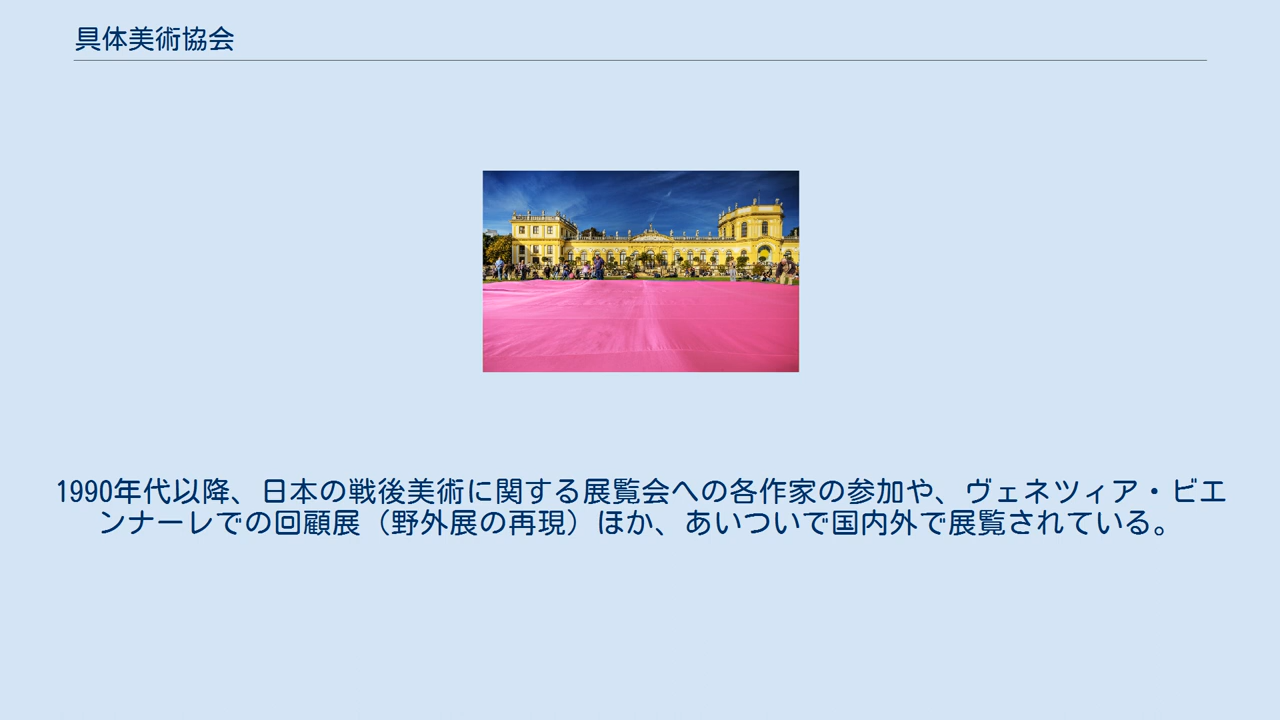 具体美術協会
1990年代以降、日本の戦後美術に関する展覧会への各作家の参加や、ヴェネツィア・ビエ
ンナーレでの回顧展（野外展の再現）ほか、あいついで国内外で展覧されている。